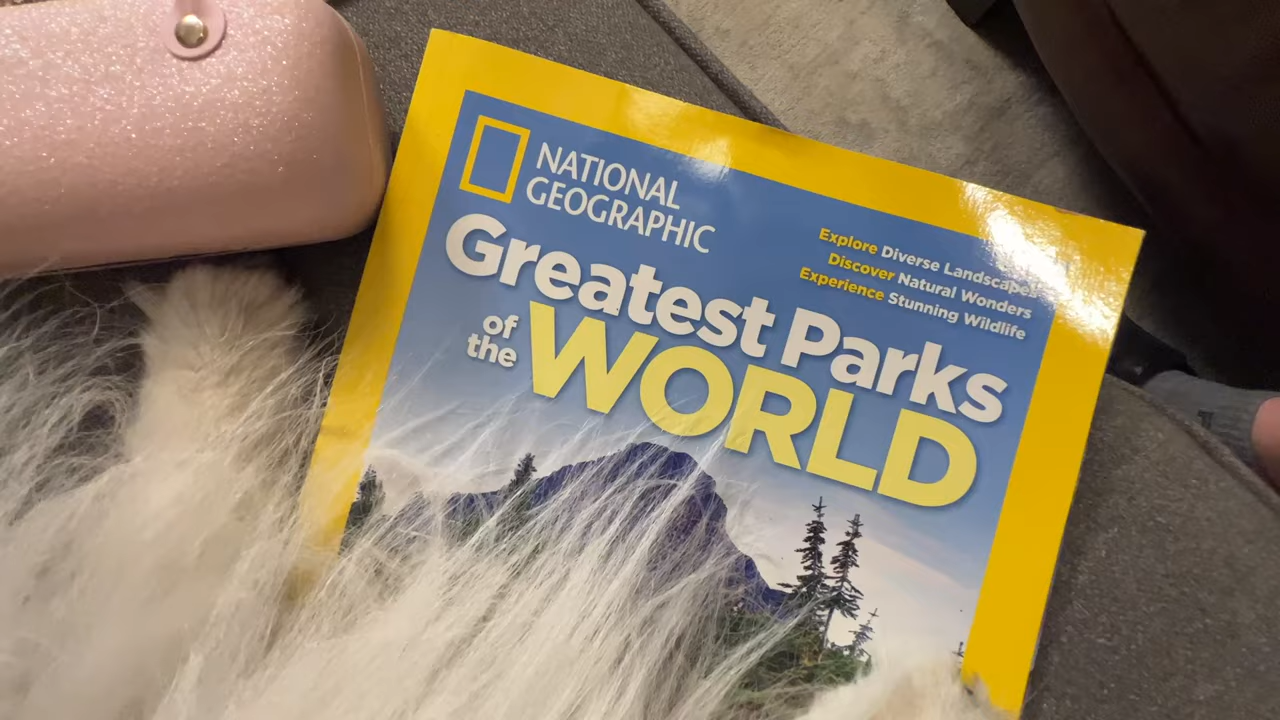 NATIONAL
GEOGRAPHIC
Explore Diverse Landscapes
Discover Natural Wonders
Experience Stunning Wildlife
Greatest Parks
of the
WORLD